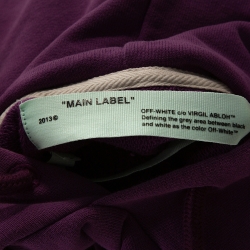 "MAIN LABEL"
2013©
OFF-WHITE c/o VIRGIL ABLOH™
Defining the grey area between black
and white as the color Off-White™